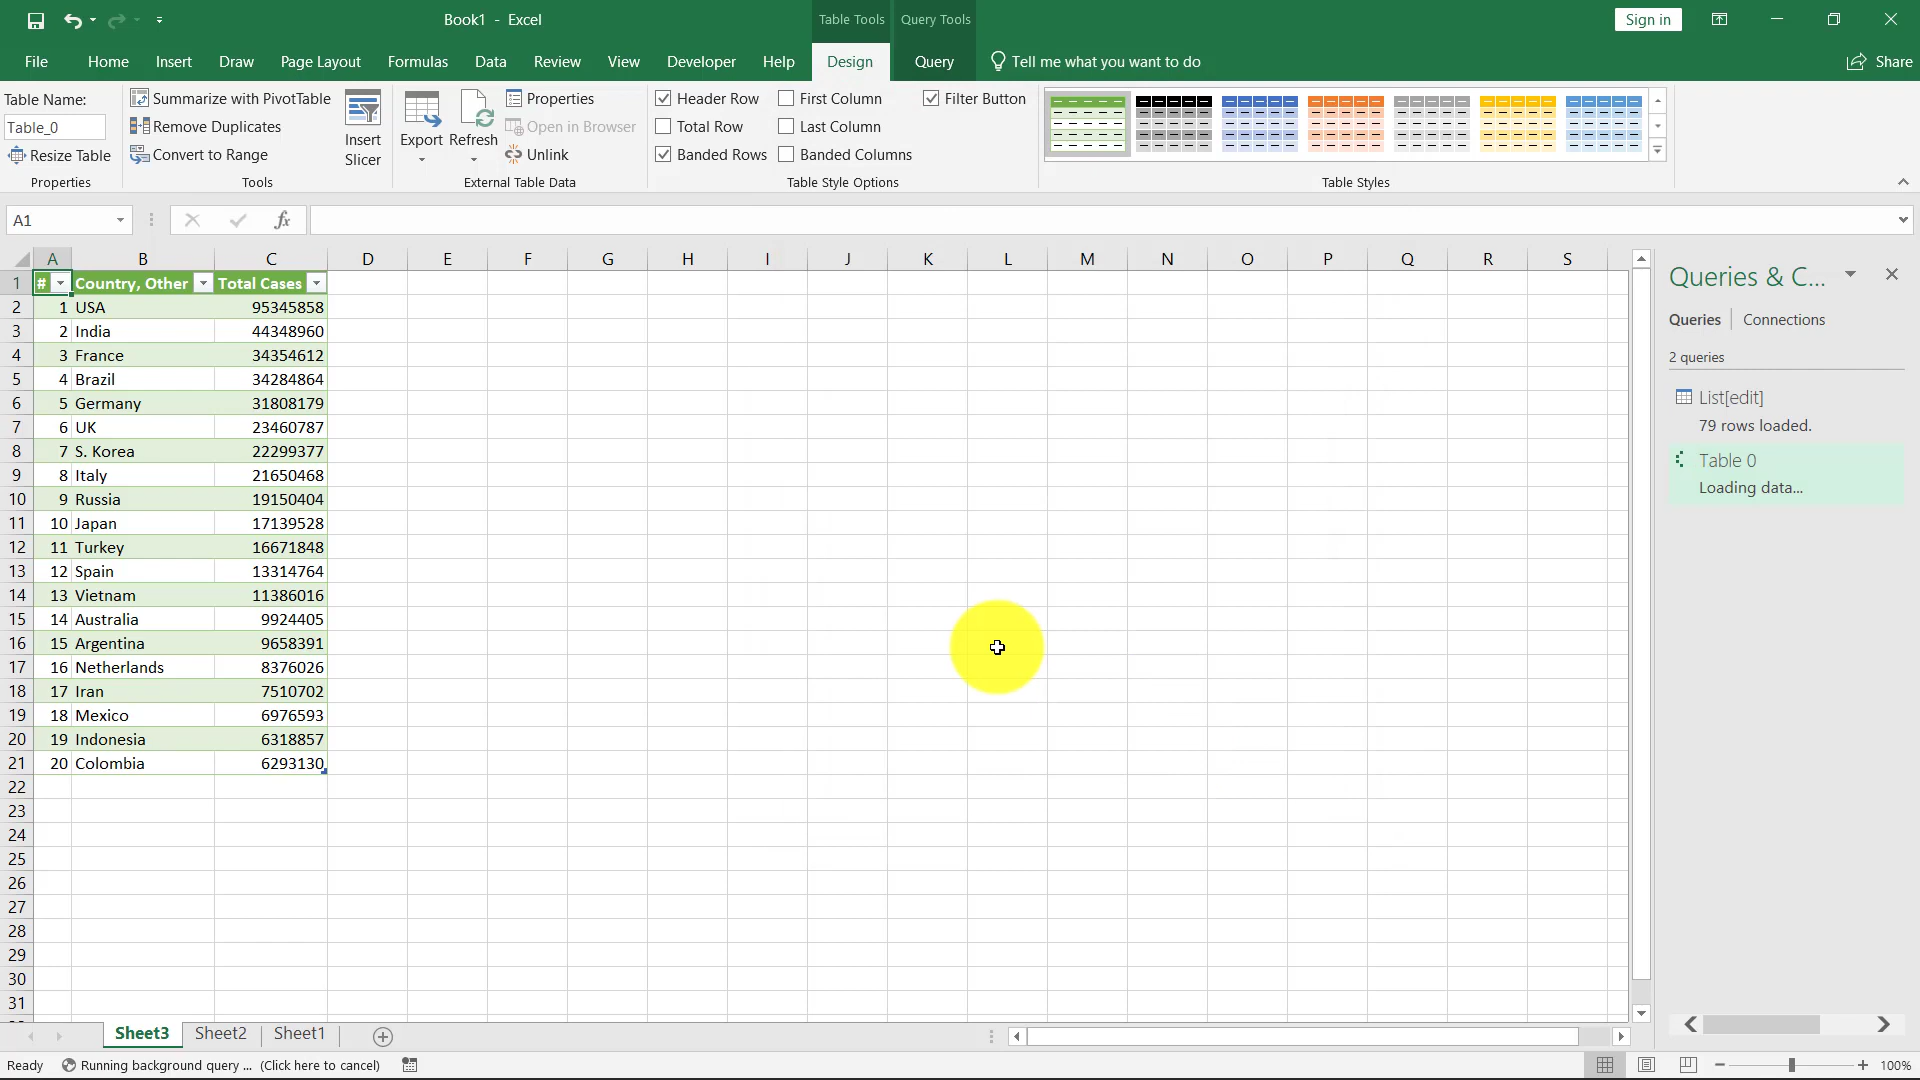 Book1 - Excel
Table Tools
Query Tools
Sign in
File
Home
Insert
Draw
Page Layout
Formulas
Data
Review
View
Developer
Help
Design
Query
Tell me what you want to do
Share
Table Name:
Table_0
Resize Table
Properties
Summarize with PivotTable
Remove Duplicates
Convert to Range
Tools
Insert
Slicer
Export
Refresh
Properties
Open in Browser
Unlink
External Table Data
Header Row
Total Row
Banded Rows
First Column
Last Column
Banded Columns
Filter Button
Table Style Options
Table Styles
A1
fx
A B C D E F G H I J K L M N O P Q R S
1 # Country, Other Total Cases
2 1 USA 95345858
3 2 India 44348960
4 3 France 34354612
5 4 Brazil 34284864
6 5 Germany 31808179
7 6 UK 23460787
8 7 S. Korea 22299377
9 8 Italy 21650468
10 9 Russia 19150404
11 10 Japan 17139528
12 11 Turkey 16671848
13 12 Spain 13314764
14 13 Vietnam 11386016
15 14 Australia 9924405
16 15 Argentina 9658391
17 16 Netherlands 8376026
18 17 Iran 7510702
19 18 Mexico 6976593
20 19 Indonesia 6318857
21 20 Colombia 6293130
22
23
24
25
26
27
28
29
30
31
Queries & C...
Queries
Connections
2 queries
List[edit]
79 rows loaded.
Table 0
Loading data...
Sheet3
Sheet2
Sheet1
Ready
Running background query ... (Click here to cancel)
100%